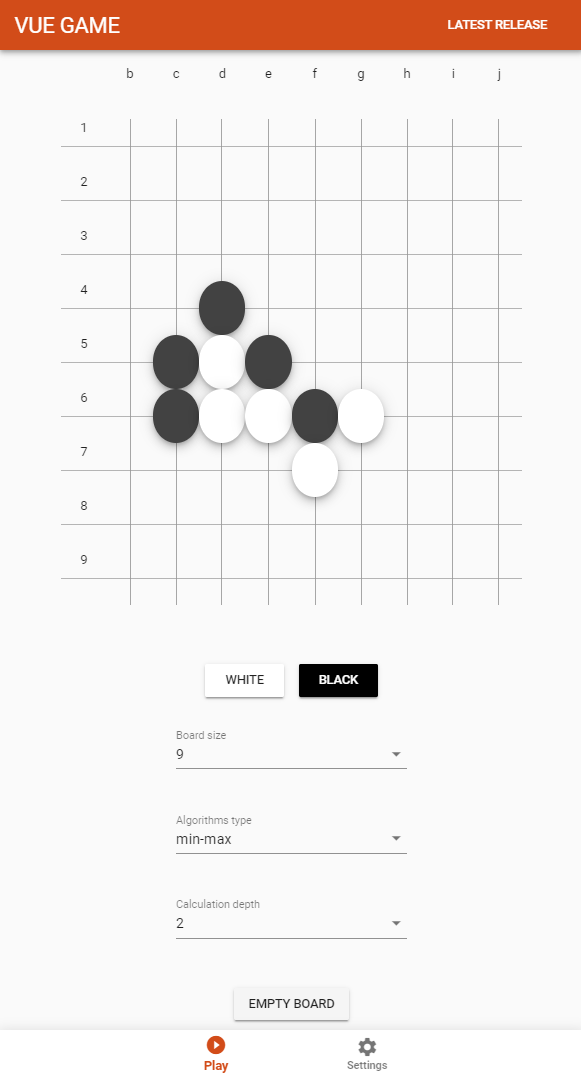 VUE GAME LATEST RELEASE
b c d e f g h i j
1
2
3
4
5
6
7
8
9
WHITE BLACK
Board size
9
Algorithms type
min-max
Calculation depth
2
EMPTY BOARD
Play Settings